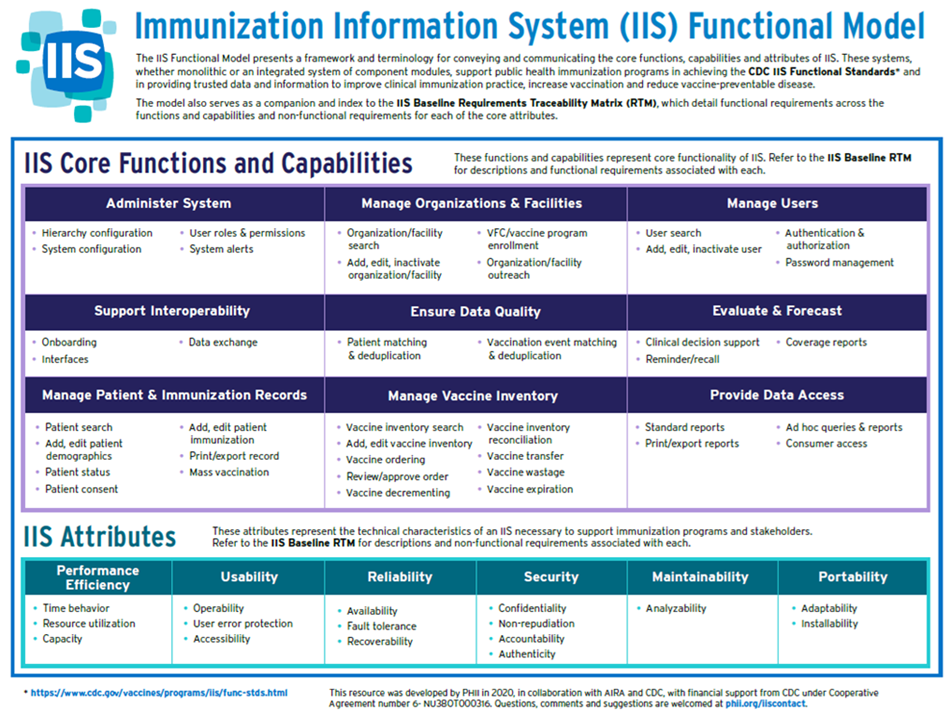 IIS
Immunization Information System (IIS) Functional Model
The IIS Functional Model presents a framework and terminology for conveying and communicating the core functions, capabilities and attributes of IIS. These systems,
whether monolithic or an integrated system of component modules, support public health immunization programs in achieving the CDC IIS Functional Standards* and
in providing trusted data and information to improve clinical immunization practice, increase vaccination and reduce vaccine-preventable disease.
The model also serves as a companion and index to the IIS Baseline Requirements Traceability Matrix (RTM), which detail functional requirements across the
functions and capabilities and non-functional requirements for each of the core attributes.
IIS Core Functions and Capabilities
These functions and capabilities represent core functionality of IIS. Refer to the IIS Baseline RTM
for descriptions and functional requirements associated with each.
Administer System
• Hierarchy configuration
• System configuration
• User roles & permissions
• System alerts
Manage Organizations & Facilities
• Organization/facility
search
• Add, edit, inactivate
organization/facility
• VFC/vaccine program
enrollment
• Organization/facility
outreach
Manage Users
• User search
• Add, edit, inactivate user
• Authentication &
authorization
• Password management
Support Interoperability
• Onboarding
• Interfaces
• Data exchange
Ensure Data Quality
• Patient matching
& deduplication
• Vaccination event matching
& deduplication
Evaluate & Forecast
• Clinical decision support
• Reminder/recall
• Coverage reports
Manage Patient & Immunization Records
• Patient search
• Add, edit patient
demographics
• Patient status
• Patient consent
• Add, edit patient
immunization
• Print/export record
• Mass vaccination
Manage Vaccine Inventory
• Vaccine inventory search
• Add, edit vaccine inventory
• Vaccine ordering
• Review/approve order
• Vaccine decrementing
• Vaccine inventory
reconciliation
• Vaccine transfer
• Vaccine wastage
• Vaccine expiration
Provide Data Access
• Standard reports
• Print/export reports
• Ad hoc queries & reports
• Consumer access
IIS Attributes
These attributes represent the technical characteristics of an IIS necessary to support immunization programs and stakeholders.
Refer to the IIS Baseline RTM for descriptions and non-functional requirements associated with each.
Performance
Efficiency
• Time behavior
• Resource utilization
• Capacity
Usability
• Operability
• User error protection
• Accessibility
Reliability
• Availability
• Fault tolerance
• Recoverability
Security
• Confidentiality
• Non-repudiation
• Accountability
• Authenticity
Maintainability
• Analyzability
Portability
• Adaptability
• Installability
* https://www.cdc.gov/vaccines/programs/iis/func-stds.html
This resource was developed by PHII in 2020, in collaboration with AIRA and CDC, with financial support from CDC under Cooperative
Agreement number 6- NU38OT000316. Questions, comments and suggestions are welcomed at phii.org/iiscontact.